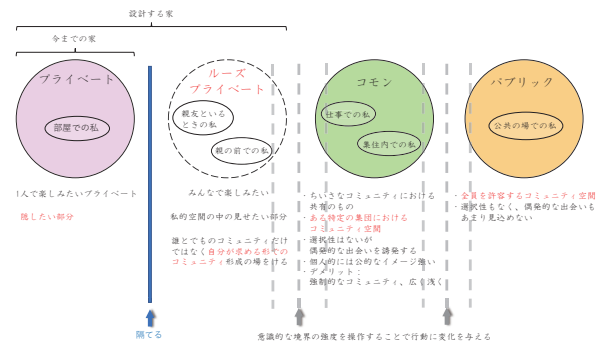 設計する家
今までの家
プライベート
部屋での私
ルーズ
プライベート
親友といる
ときの私
親の前での私
コモン
仕事での私
集住内での私
パブリック
公共の場での私
1人で楽しみたいプライベート
隠したい部分
みんなで楽しみたい
私的空間の中の見せたい部分
誰とでものコミュニティだけ
ではなく自分が求める形での
コミュニティ形成の場をける
・ちいさなコミュニティにおける
共有のもの
・ある特定の集団における
コミュニティ空間
・選択性はないが
偶発的な出会いを誘発する
・個人的には公的なイメージ強い
・デメリット：
強制的なコミュニティ、広く浅く
・全員を許容するコミュニティ空間
・選択性もなく、偶発的な出会いも
あまり見込めない
隔てる
意識的な境界の強度を操作することで行動に変化を与える